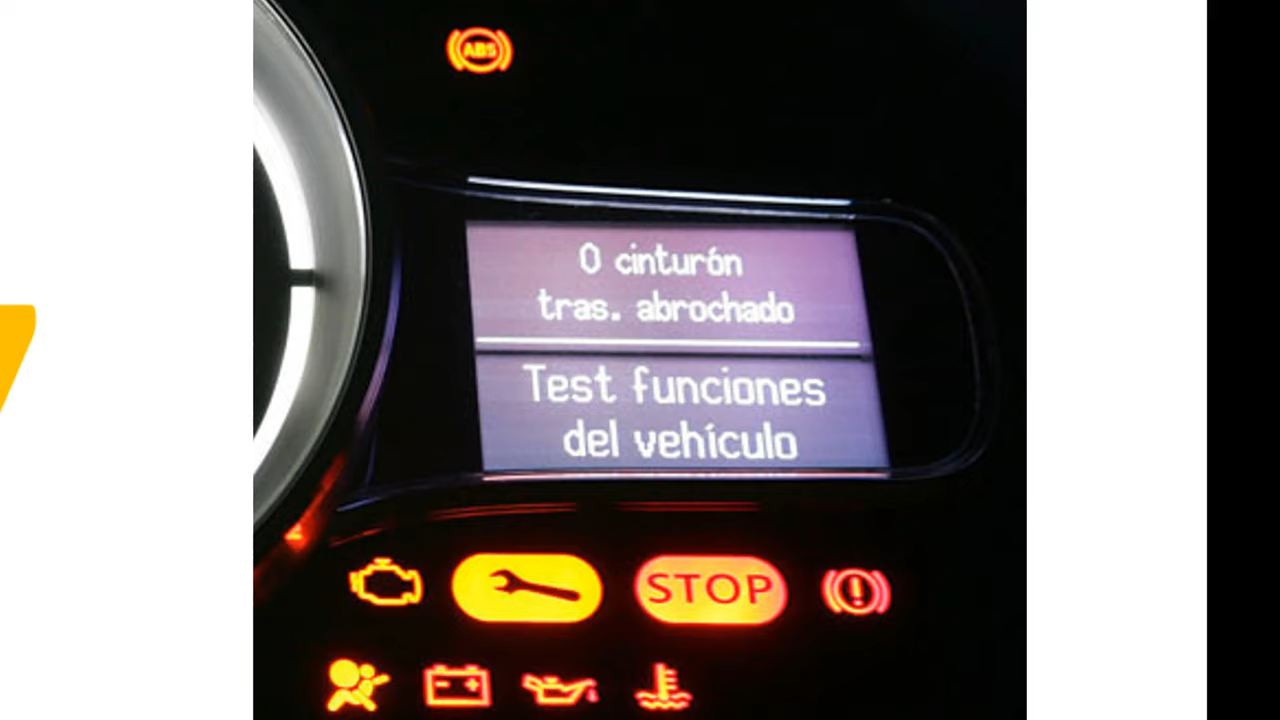 ABS
0 cinturón
tras. abrochado
Test funciones
del vehículo
STOP